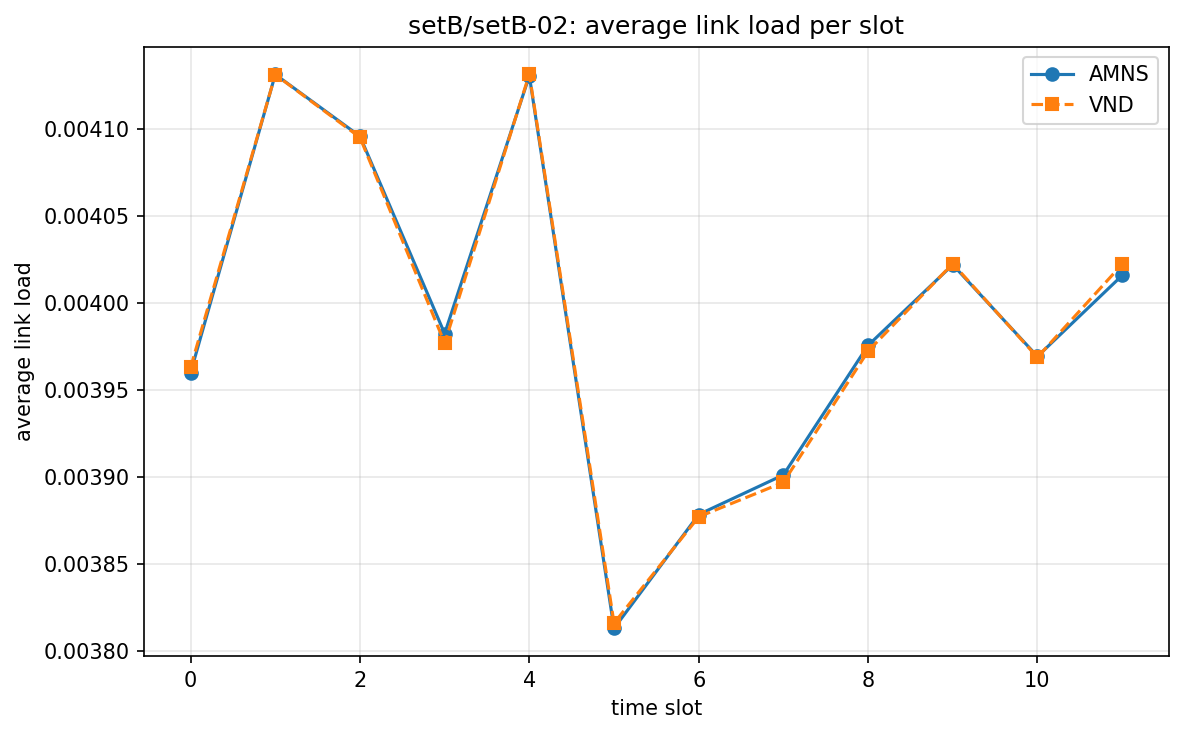 setB/setB-02: average link load per slot
AMNS
VND
average link load
0.00410
0.00405
0.00400
0.00395
0.00390
0.00385
0.00380
0 2 4 6 8 10
time slot